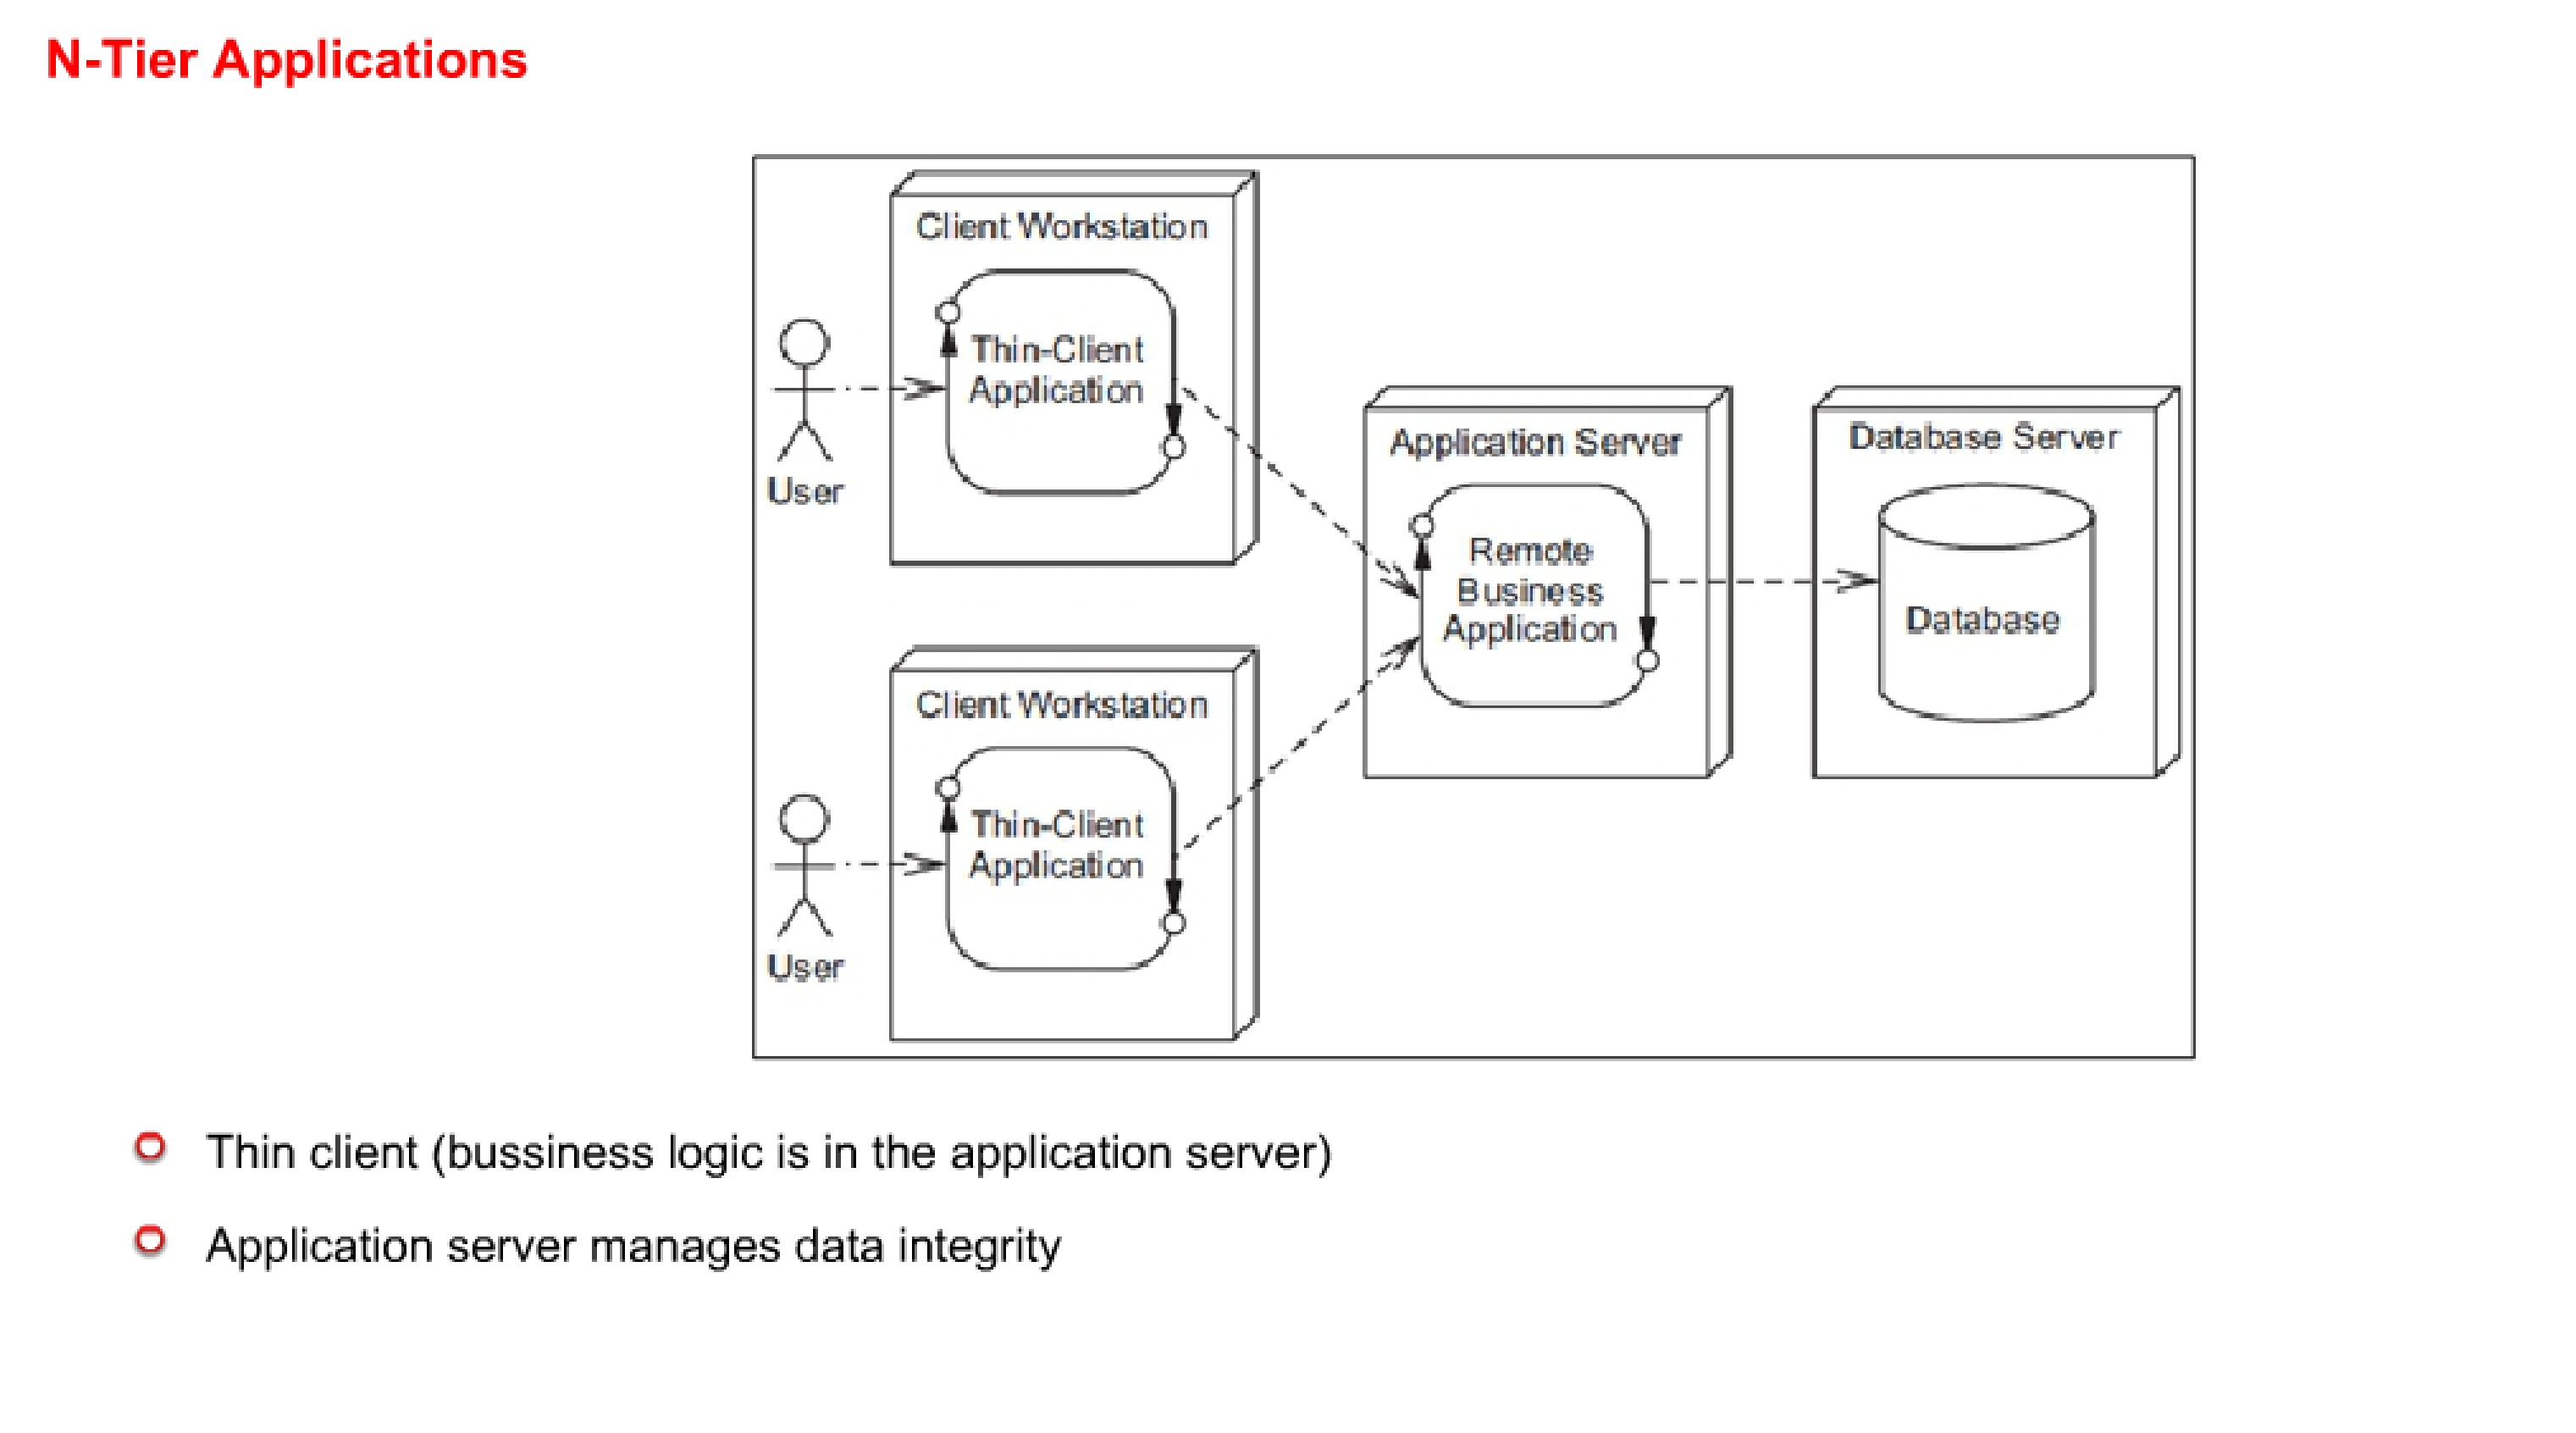 N-Tier Applications
Client Workstation
Thin-Client
Application
User
Client Workstation
Thin-Client
Application
User
Application Server
Remote
Business
Application
Database Server
Database
Thin client (bussiness logic is in the application server)
Application server manages data integrity